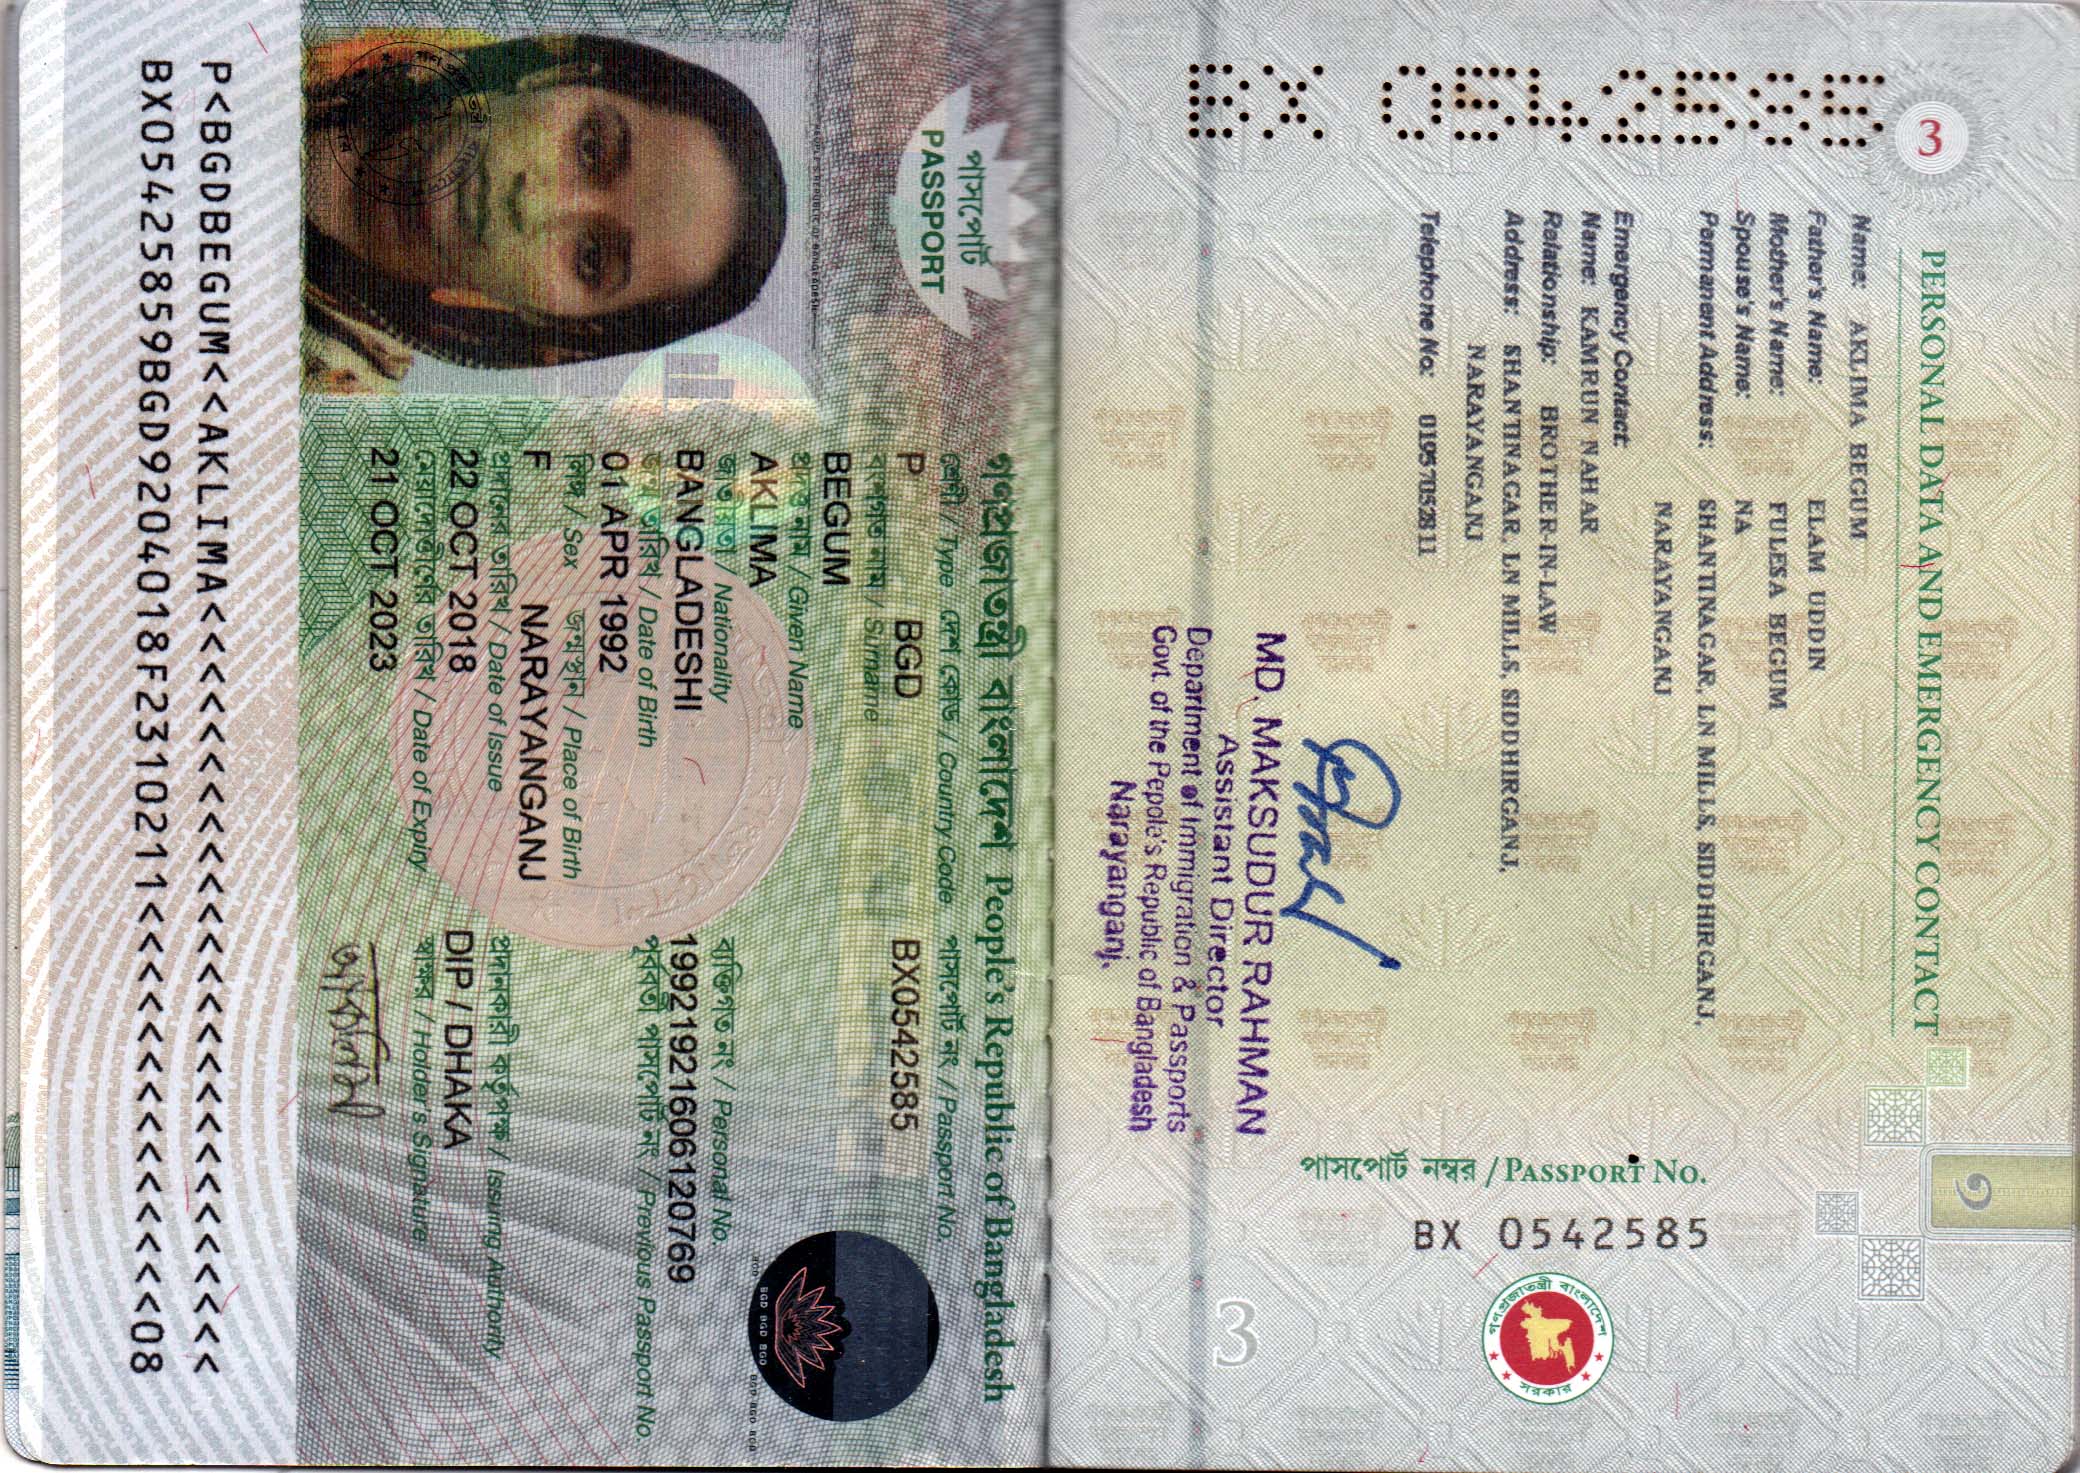 3
PERSONAL DATA AND EMERGENCY CONTACT
Name: AKLIMA BEGUM
Father's Name: ELAM UDDIN
Mother's Name: FULESA BEGUM
Spouse's Name: NA
Permanent Address: SHANTINAGAR, LN MILLS, SIDDHIRGANJ,
NARAYANGANJ
Emergency Contact
Name: KAMRUN NAHAR
Relationship: BROTHER-IN-LAW
Address: SHANTINAGAR, LN MILLS, SIDDHIRGANJ,
NARAYANGANJ
Telephone No: 01957052811
MD. MAKSUDUR RAHMAN
Assistant Director
Department of Immigration & Passports
Govt. of the Pepole's Republic of Bangladesh
Narayanganj.
BX 0542585
পাসপোর্ট নম্বর / PASSPORT NO.
BX 0542585
গণপ্রজাতন্ত্রী বাংলাদেশ
সরকার
3
গণপ্রজাতন্ত্রী বাংলাদেশ People's Republic of Bangladesh
পাসপোর্ট
PASSPORT
শ্রেণী / Type দেশ কোড / Country Code পাসপোর্ট নং / Passport No.
P BGD BX0542585
বংশগত নাম / Surname
BEGUM
প্রদত্ত নাম / Given Name
AKLIMA
জাতীয়তা / Nationality ব্যক্তিগত নং / Personal No.
BANGLADESHI 19921921606120769
জন্ম তারিখ / Date of Birth পূর্ববর্তী পাসপোর্ট নং / Previous Passport No.
01 APR 1992
লিঙ্গ / Sex জন্মস্থান / Place of Birth
F NARAYANGANJ
প্রদানের তারিখ / Date of Issue প্রদানকারী কর্তৃপক্ষ / Issuing Authority
22 OCT 2018 DIP / DHAKA
মেয়াদোত্তীর্ণের তারিখ / Date of Expiry স্বাক্ষর / Holder's Signature
21 OCT 2023 আকলিমা
BGD BGD BGD BGD
P<BGDBEGUM<<AKLIMA<<<<<<<<<<<<<<<<<<<<<<<<<<
BX05425859BGD9204018F2310211<<<<<<<<<<<<<<08